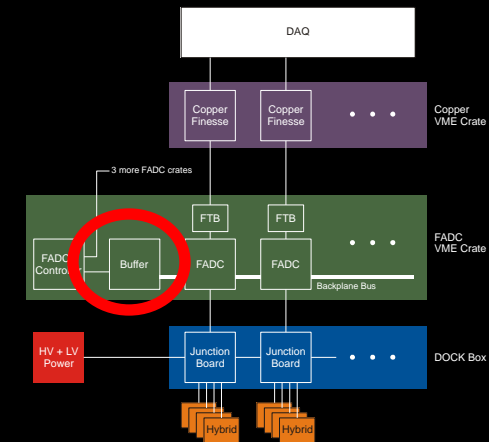 DAQ
Copper
Finesse
Copper
Finesse
• • •
Copper
VME Crate
3 more FADC crates
FTB
FTB
FADC
Controller
Buffer
FADC
FADC
• • •
FADC
VME Crate
Backplane Bus
HV + LV
Power
Junction
Board
Junction
Board
• • •
DOCK Box
Hybrid
Hybrid